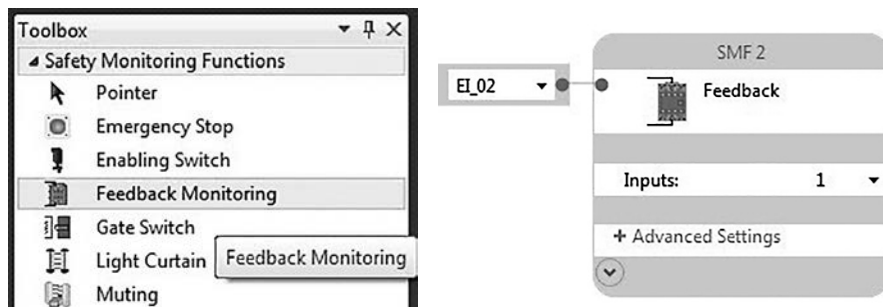 Toolbox
Safety Monitoring Functions
Pointer
Emergency Stop
Enabling Switch
Feedback Monitoring
Gate Switch
Light Curtain
Feedback Monitoring
Muting
EI_02
SMF 2
Feedback
Inputs: 1
+ Advanced Settings